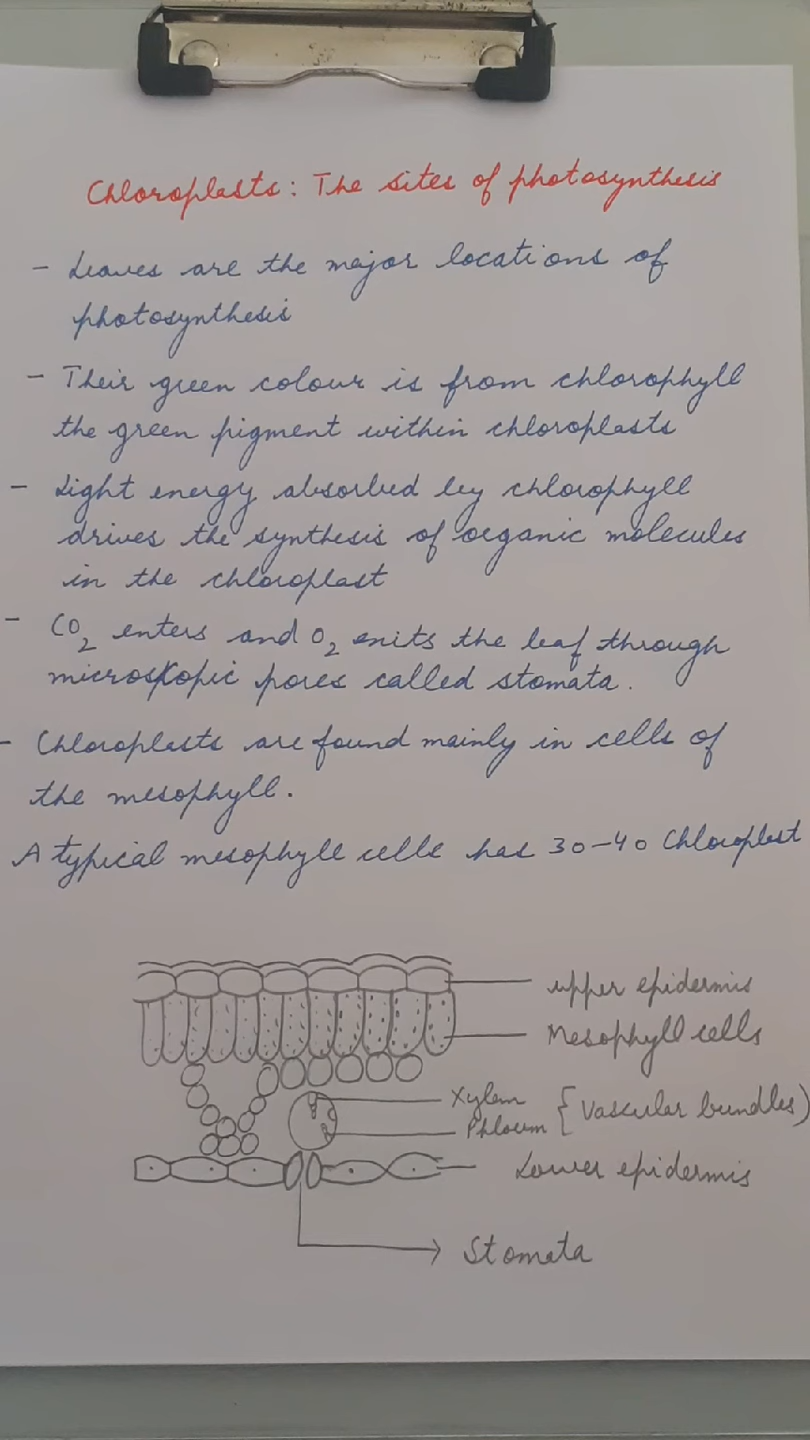 Chloroplasts: The sites of photosynthesis
- Leaves are the major locations of
photosynthesis
- Their green colour is from chlorophyll
the green pigment within chloroplasts
- Light energy absorbed by chlorophyll
drives the synthesis of organic molecules
in the chloroplast
- CO₂ enters and O₂ exits the leaf through
microskopic pores called stomata.
- Chloroplasts are found mainly in cells of
the mesophyll.
A typical mesophyll cells has 30-40 Chloroplast
upper epidermis
Mesophyll cells
Xylem
Phloum { Vascular bundles)
Lower epidermis
Stomata